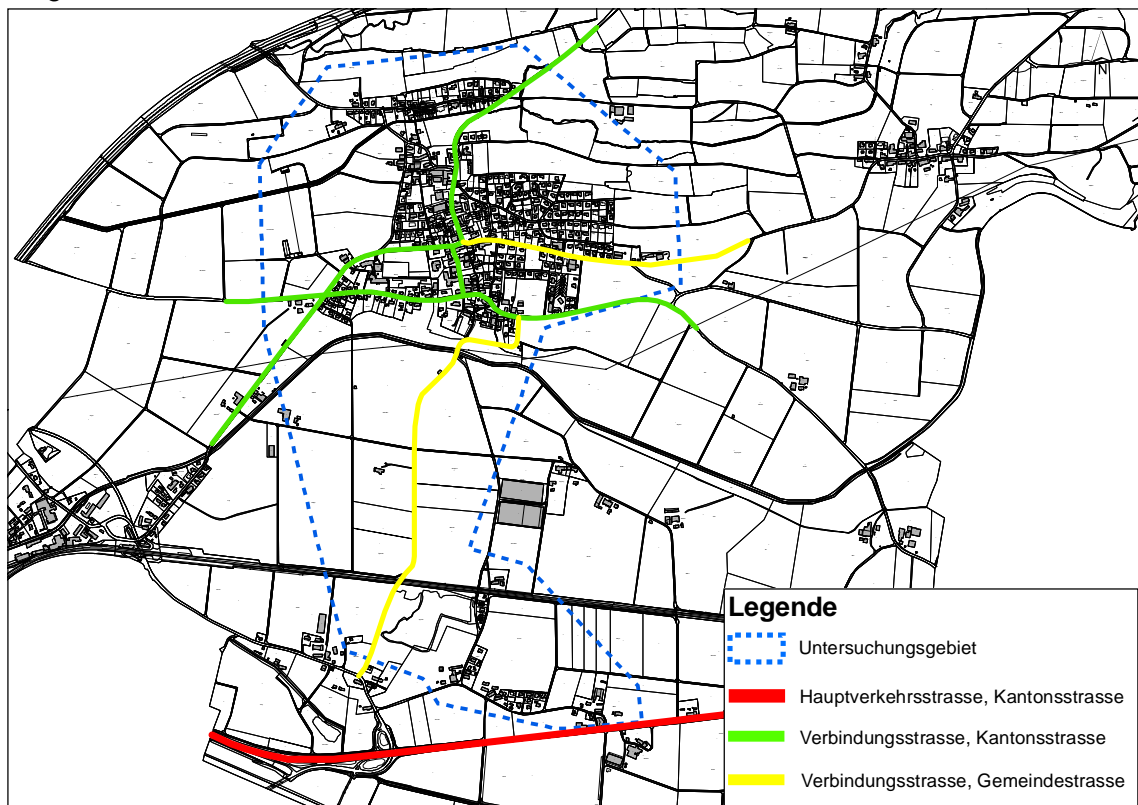 N
Legende
Untersuchungsgebiet
Hauptverkehrsstrasse, Kantonsstrasse
Verbindungsstrasse, Kantonsstrasse
Verbindungsstrasse, Gemeindestrasse